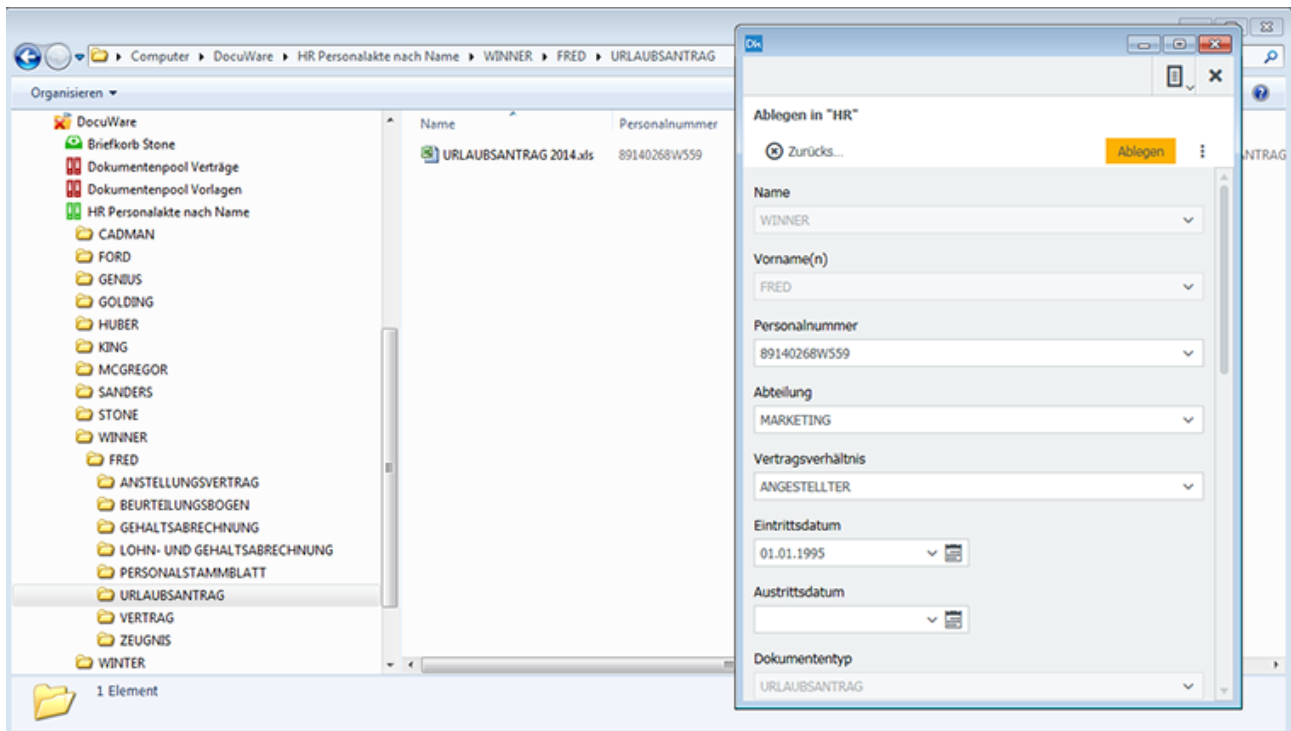 Computer ▸ DocuWare ▸ HR Personalakte nach Name ▸ WINNER ▸ FRED ▸ URLAUBSANTRAG
Organisieren
DocuWare
Briefkorb Stone
Dokumentenpool Verträge
Dokumentenpool Vorlagen
HR Personalakte nach Name
CADMAN
FORD
GENIUS
GOLDING
HUBER
KING
MCGREGOR
SANDERS
STONE
WINNER
FRED
ANSTELLUNGSVERTRAG
BEURTEILUNGSBOGEN
GEHALTSABRECHNUNG
LOHN- UND GEHALTSABRECHNUNG
PERSONALSTAMMBLATT
URLAUBSANTRAG
VERTRAG
ZEUGNIS
WINTER
1 Element
Name Personalnummer
URLAUBSANTRAG 2014.xls 89140268W559
NTRAG
DW
Ablegen in "HR"
Zurücks... Ablegen
Name
WINNER
Vorname(n)
FRED
Personalnummer
89140268W559
Abteilung
MARKETING
Vertragsverhältnis
ANGESTELLTER
Eintrittsdatum
01.01.1995
Austrittsdatum
Dokumententyp
URLAUBSANTRAG